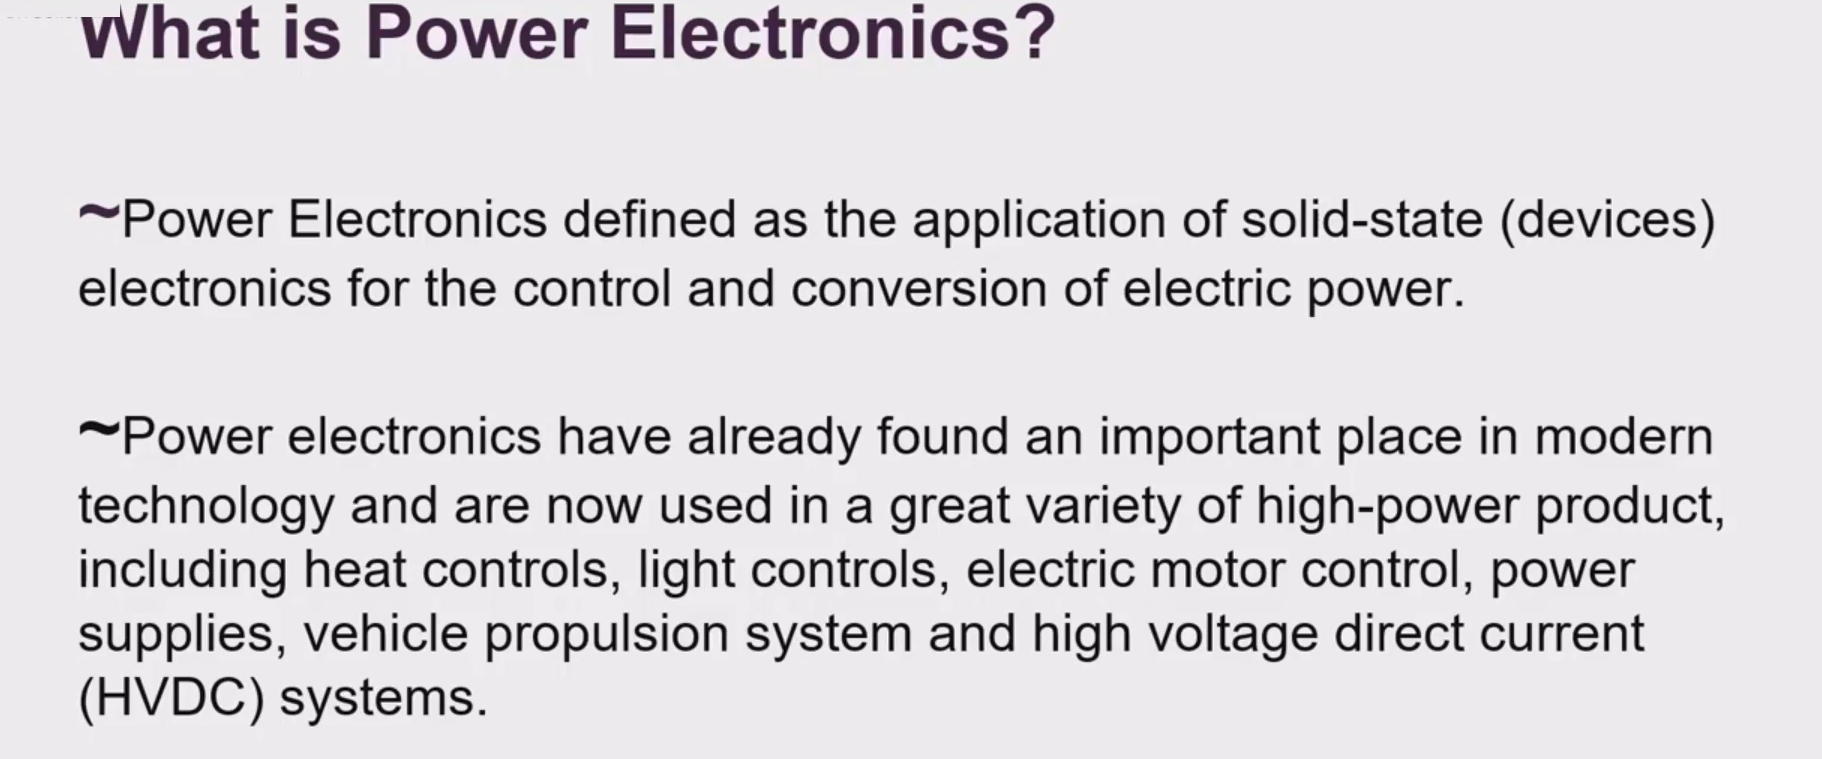 What is Power Electronics?
~Power Electronics defined as the application of solid-state (devices)
electronics for the control and conversion of electric power.
~Power electronics have already found an important place in modern
technology and are now used in a great variety of high-power product,
including heat controls, light controls, electric motor control, power
supplies, vehicle propulsion system and high voltage direct current
(HVDC) systems.